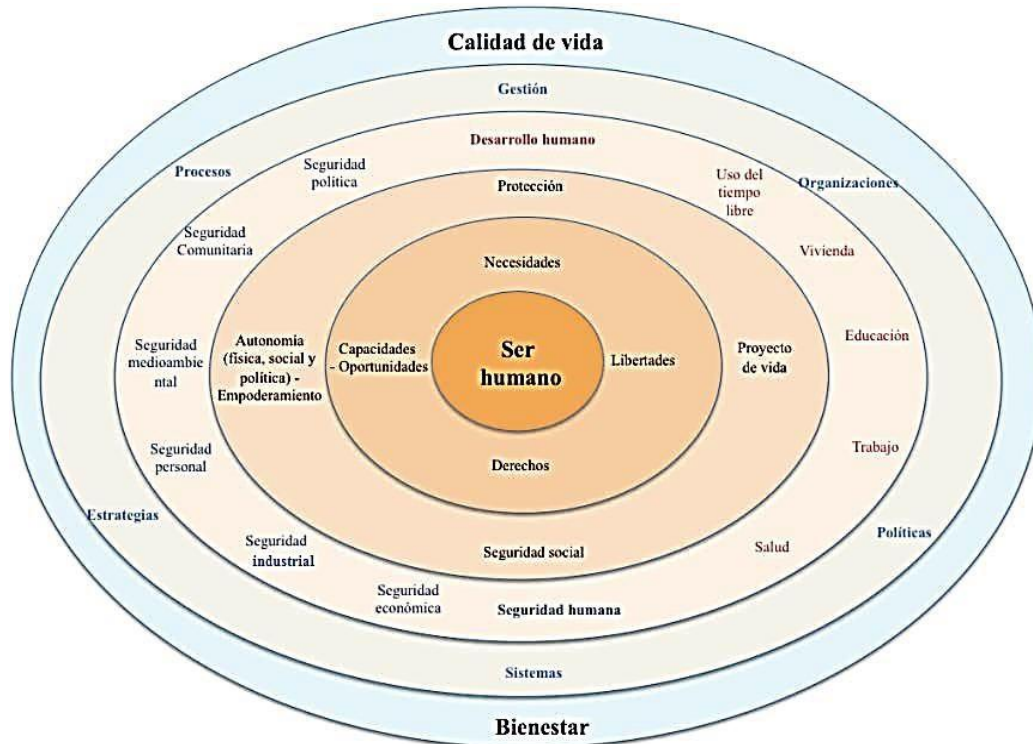 Calidad de vida
Gestión
Desarrollo humano
Procesos
Seguridad
política
Uso del
tiempo
libre
Organizaciones
Protección
Seguridad
Comunitaria
Vivienda
Necesidades
Seguridad
medioambie
ntal
Autonomía
(física, social y
política) -
Empoderamiento
Capacidades
- Oportunidades
Ser
humano
Libertades
Proyecto
de vida
Educación
Seguridad
personal
Derechos
Trabajo
Estrategias
Políticas
Seguridad
industrial
Seguridad social
Salud
Seguridad
económica
Seguridad humana
Sistemas
Bienestar